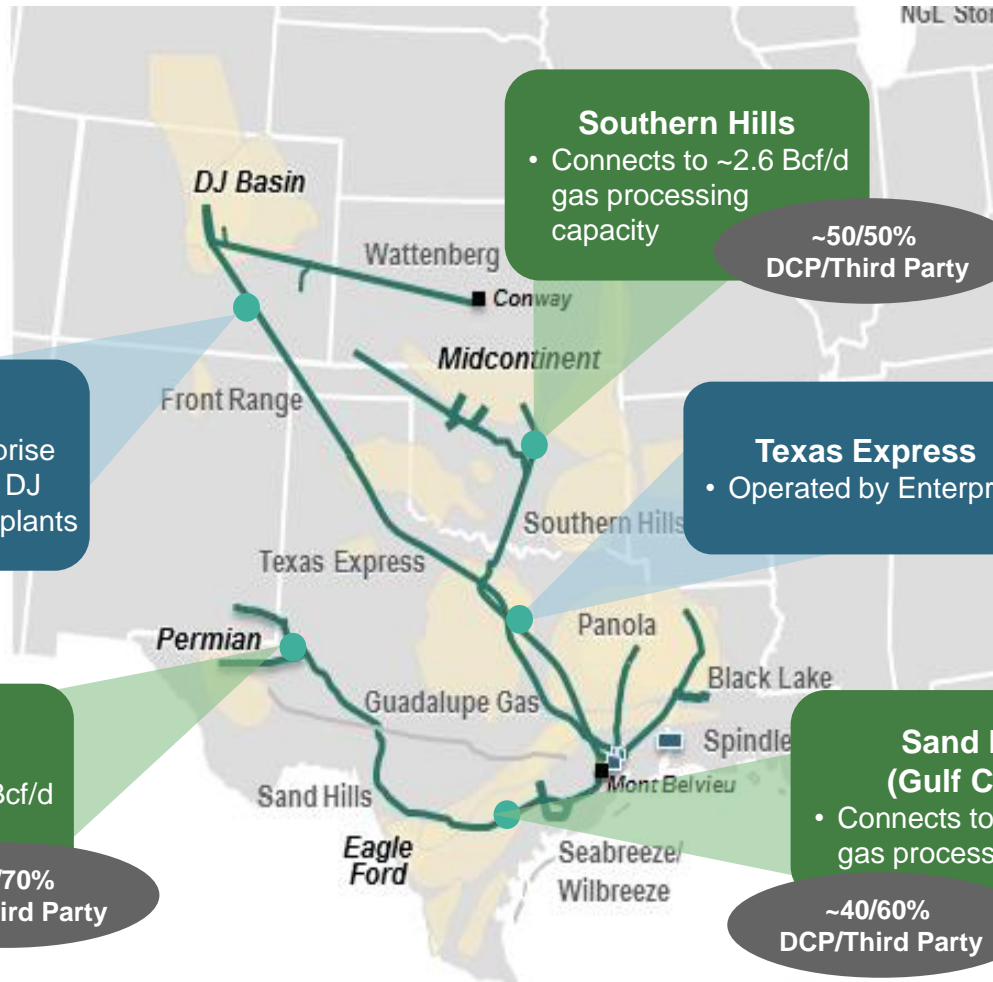 NGL Stor
Southern Hills
• Connects to ~2.6 Bcf/d
gas processing
capacity
~50/50%
DCP/Third Party
DJ Basin
Wattenberg
Conway
Midcontinent
Front Range
orise
DJ
plants
Texas Express
• Operated by Enterpr
Southern Hills
Texas Express
Panola
Permian
Black Lake
Guadalupe Gas
Spindle
Mont Belvieu
Sand Hills
Bcf/d
Sand
(Gulf C
• Connects to
gas process
Eagle
Ford
Seabreeze/
Wilbreeze
/70%
ird Party
~40/60%
DCP/Third Party